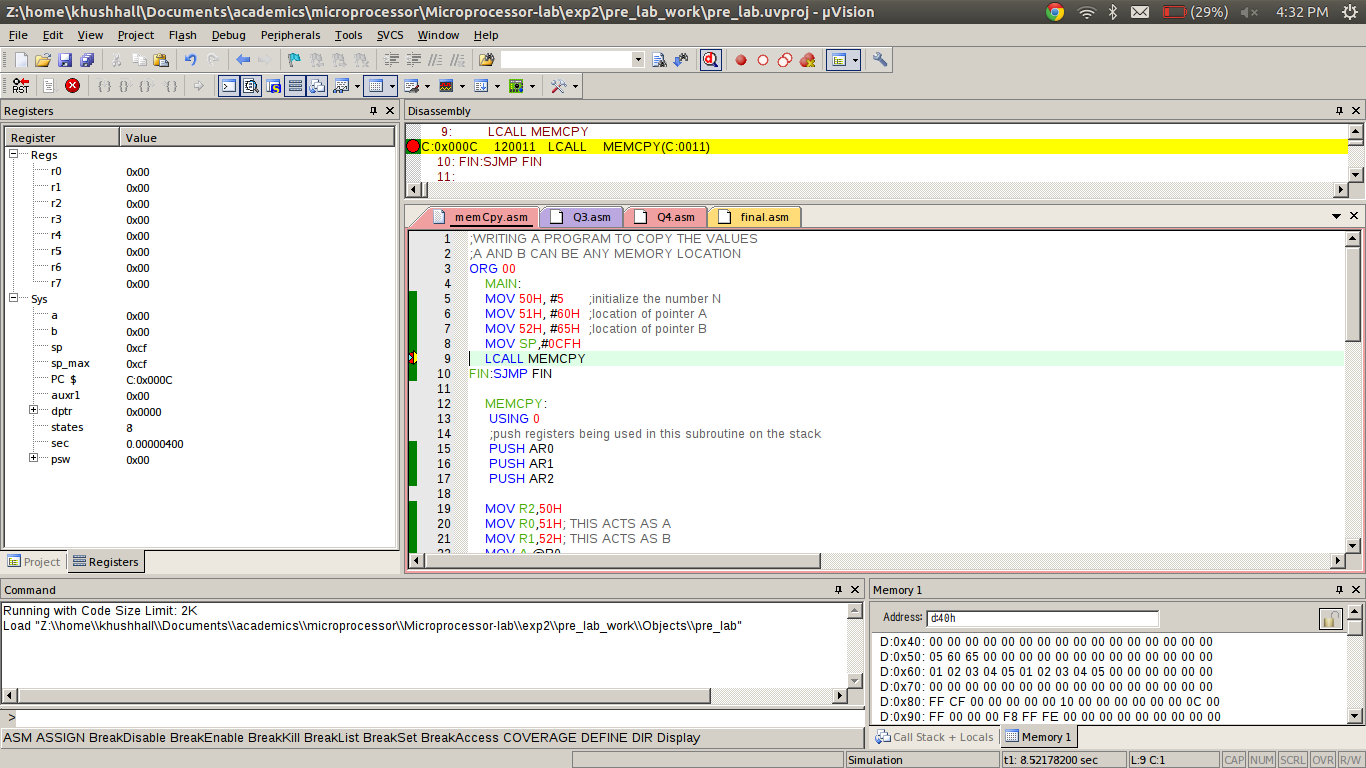 Z:\home\khushhall\Documents\academics\microprocessor\Microprocessor-lab\exp2\pre_lab_work\pre_lab.uvproj - µVision
(29%) 4:32 PM
File Edit View Project Flash Debug Peripherals Tools SVCS Window Help
Registers
Register Value
Regs
r0 0x00
r1 0x00
r2 0x00
r3 0x00
r4 0x00
r5 0x00
r6 0x00
r7 0x00
Sys
a 0x00
b 0x00
sp 0xcf
sp_max 0xcf
PC $ C:0x000C
auxr1 0x00
dptr 0x0000
states 8
sec 0.00000400
psw 0x00
Project Registers
Disassembly
9: LCALL MEMCPY
C:0x000C 120011 LCALL MEMCPY(C:0011)
10: FIN:SJMP FIN
11:
memCpy.asm Q3.asm Q4.asm final.asm
1 ;WRITING A PROGRAM TO COPY THE VALUES
2 ;A AND B CAN BE ANY MEMORY LOCATION
3 ORG 00
4 MAIN:
5 MOV 50H, #5 ;initialize the number N
6 MOV 51H, #60H ;location of pointer A
7 MOV 52H, #65H ;location of pointer B
8 MOV SP,#0CFH
9 LCALL MEMCPY
10 FIN:SJMP FIN
11
12 MEMCPY:
13 USING 0
14 ;push registers being used in this subroutine on the stack
15 PUSH AR0
16 PUSH AR1
17 PUSH AR2
18
19 MOV R2,50H
20 MOV R0,51H; THIS ACTS AS A
21 MOV R1,52H; THIS ACTS AS B
22 MOV A,@R0
Command
Running with Code Size Limit: 2K
Load "Z:\\home\\khushhall\\Documents\\academics\\microprocessor\\Microprocessor-lab\\exp2\\pre_lab_work\\Objects\\pre_lab"
>
ASM ASSIGN BreakDisable BreakEnable BreakKill BreakList BreakSet BreakAccess COVERAGE DEFINE DIR Display
Memory 1
Address: d:40h
D:0x40: 00 00 00 00 00 00 00 00 00 00 00 00 00 00 00 00
D:0x50: 05 60 65 00 00 00 00 00 00 00 00 00 00 00 00 00
D:0x60: 01 02 03 04 05 01 02 03 04 05 00 00 00 00 00 00
D:0x70: 00 00 00 00 00 00 00 00 00 00 00 00 00 00 00 00
D:0x80: FF CF 00 00 00 00 00 10 00 00 00 00 00 00 0C 00
D:0x90: FF 00 00 00 F8 FF FE 00 00 00 00 00 00 00 00 00
Call Stack + Locals Memory 1
Simulation t1: 8.52178200 sec L:9 C:1 CAP NUM SCRL OVR R/W